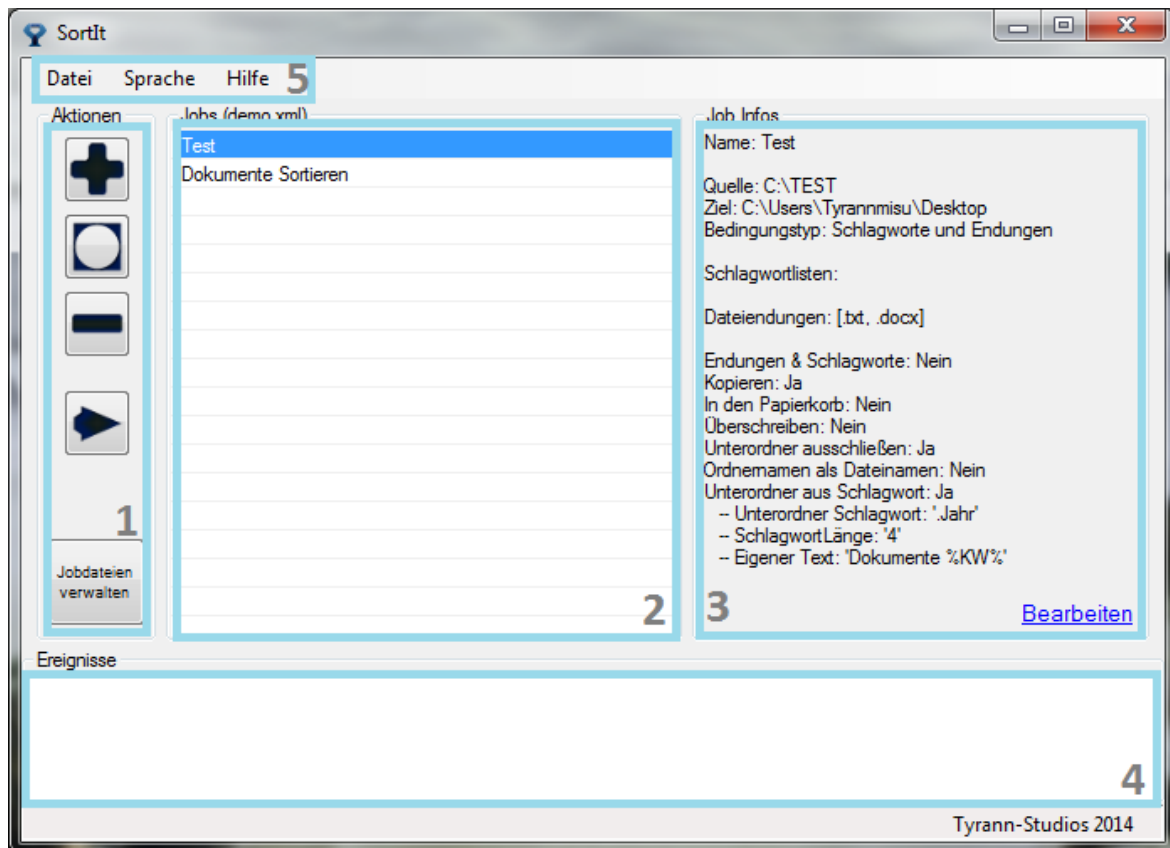 SortIt
Datei Sprache Hilfe 5
Aktionen
1
Jobdateien
verwalten
Jobs (demo.xml)
Test
Dokumente Sortieren
2
Job Infos
Name: Test
Quelle: C:\TEST
Ziel: C:\Users\Tyrannmisu\Desktop
Bedingungstyp: Schlagworte und Endungen
Schlagwortlisten:
Dateiendungen: [.txt, .docx]
Endungen & Schlagworte: Nein
Kopieren: Ja
In den Papierkorb: Nein
Überschreiben: Nein
Unterordner ausschließen: Ja
Ordnernamen als Dateinamen: Nein
Unterordner aus Schlagwort: Ja
-- Unterordner Schlagwort: '.Jahr'
-- SchlagwortLänge: '4'
-- Eigener Text: 'Dokumente %KW%'
3
Bearbeiten
Ereignisse
4
Tyrann-Studios 2014